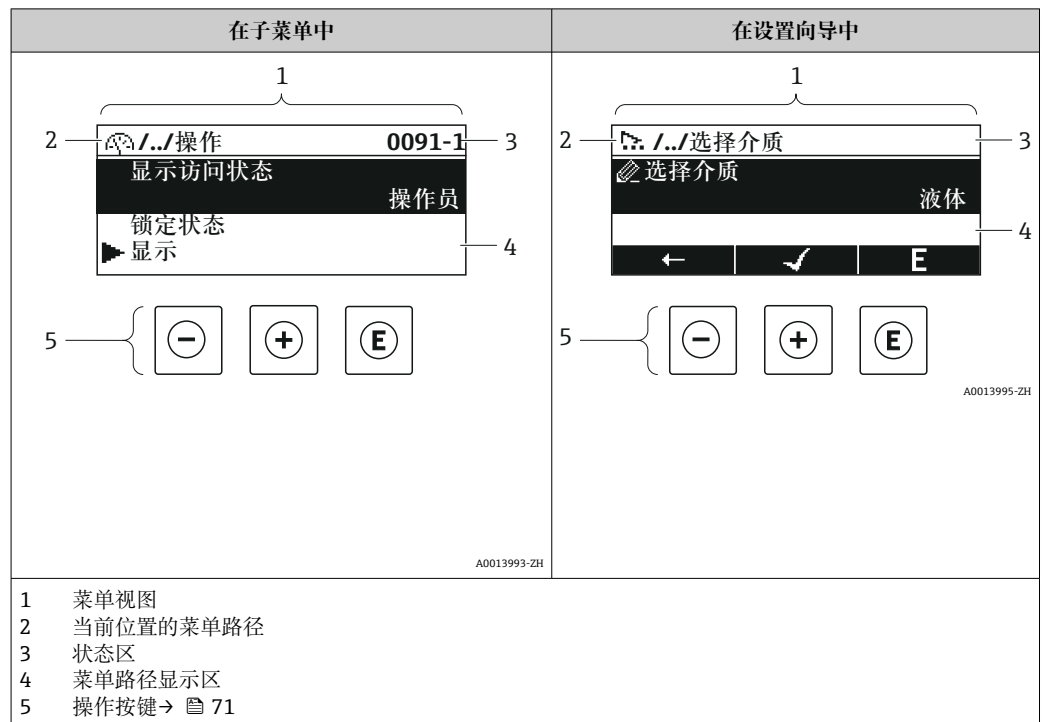 在子菜单中
1
2
/../操作 0091-1
3
显示访问状态
操作员
锁定状态
显示
4
5
− + E
A0013993-ZH
在设置向导中
1
2
/../选择介质
3
选择介质
液体
4
← ✓ E
5
− + E
A0013995-ZH
1 菜单视图
2 当前位置的菜单路径
3 状态区
4 菜单路径显示区
5 操作按键→ 71